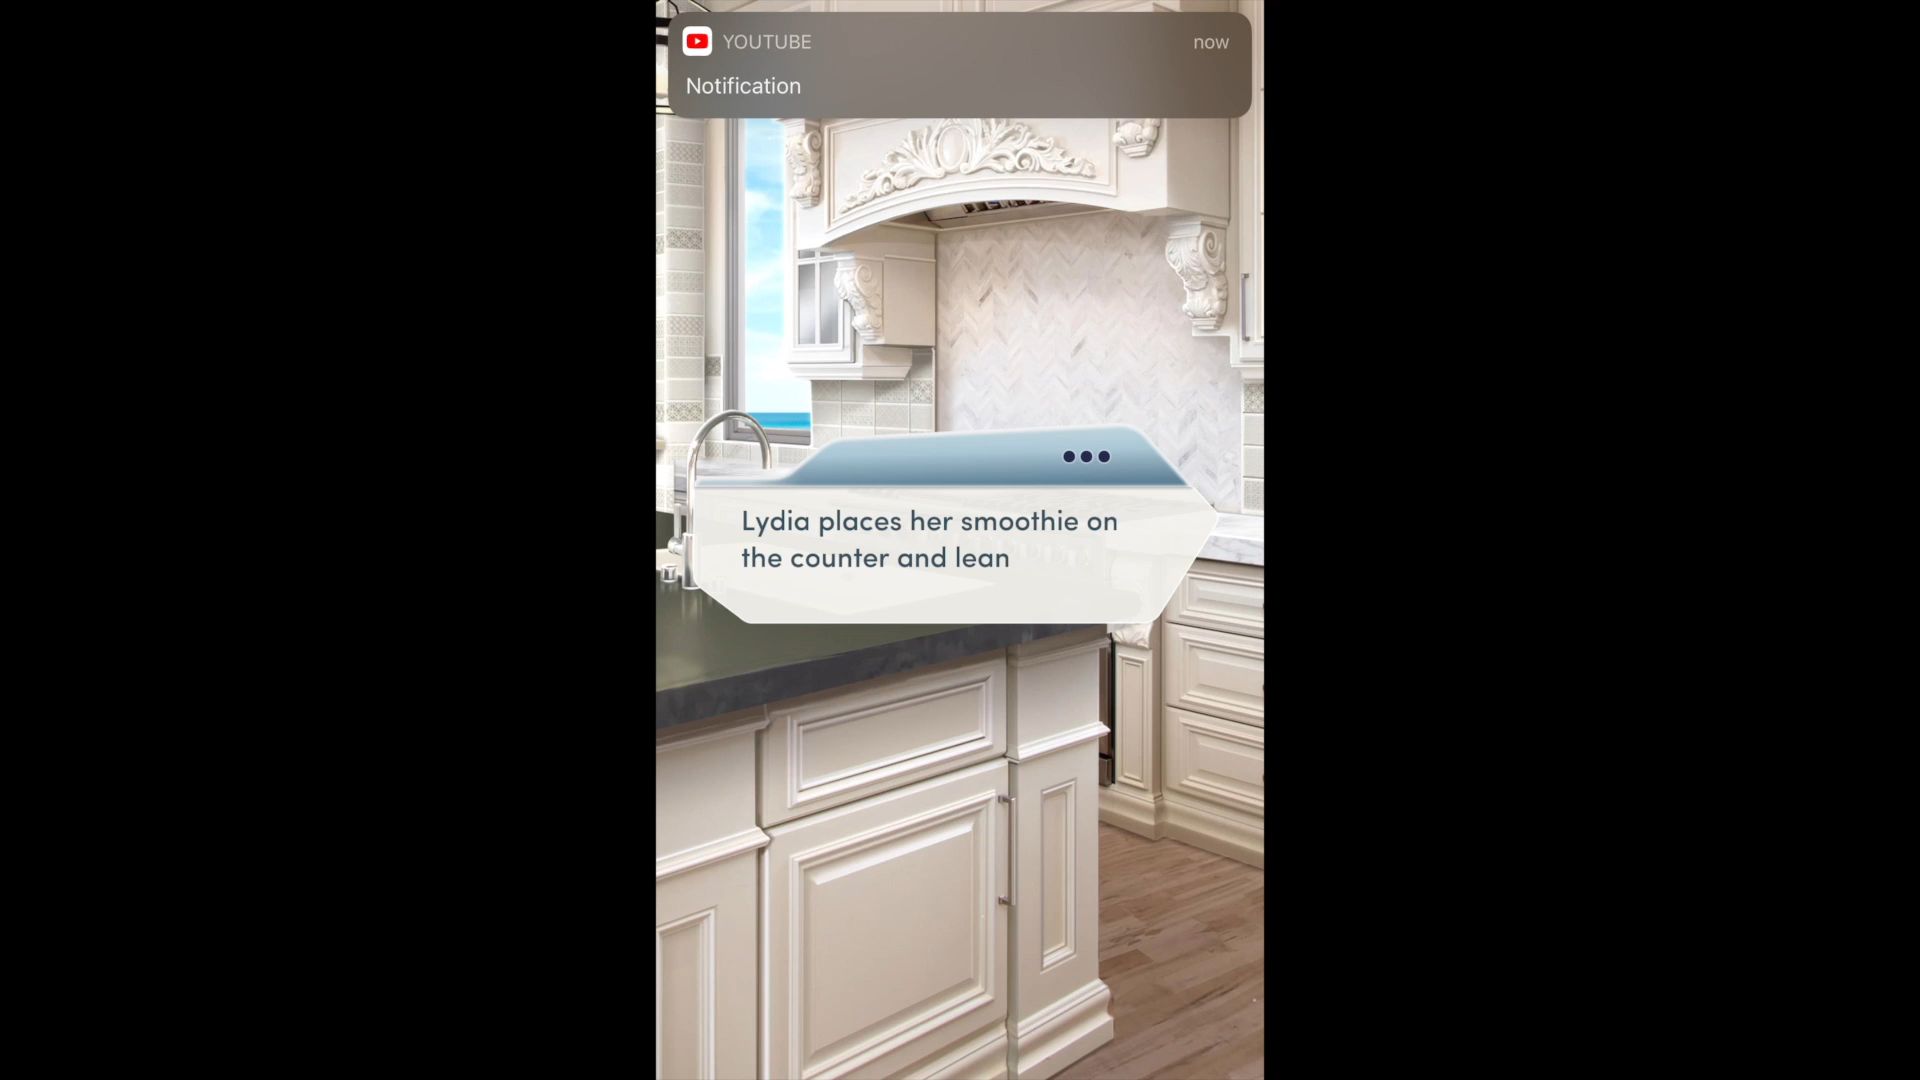 YOUTUBE
now
Notification
Lydia places her smoothie on
the counter and lean